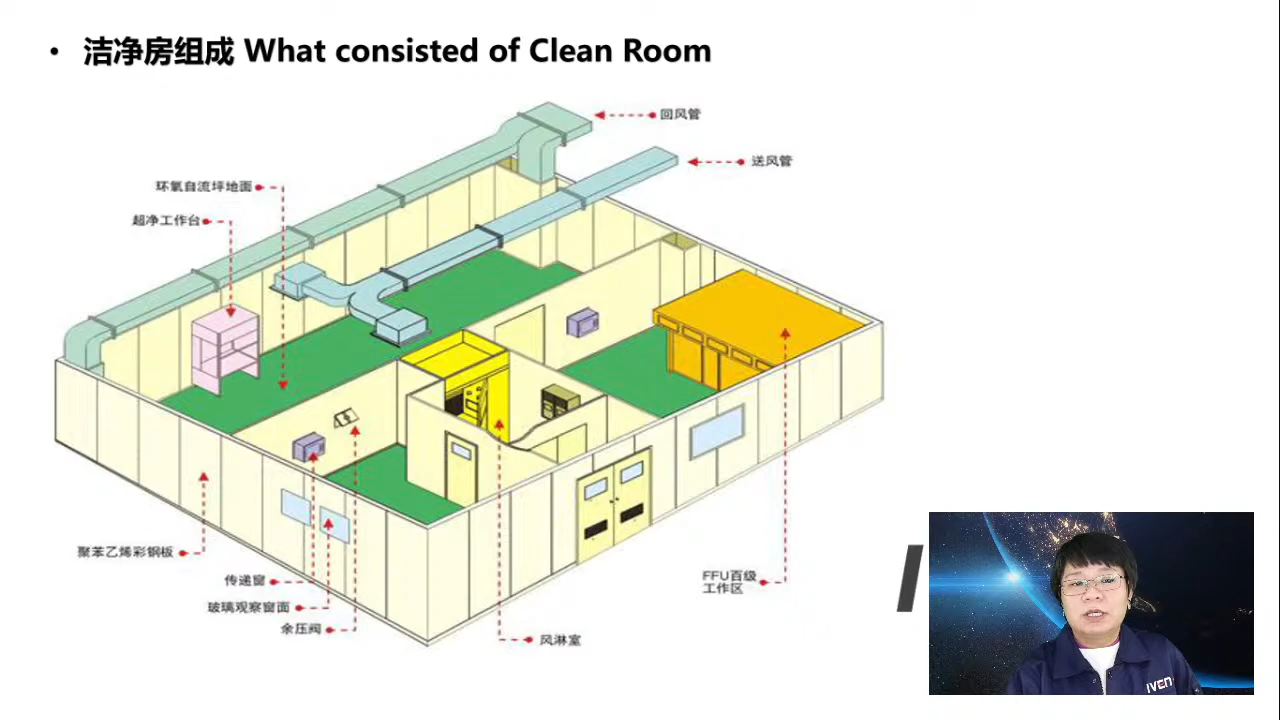 • 洁净房组成 What consisted of Clean Room
回风管
送风管
环氧自流坪地面
超净工作台
聚苯乙烯彩钢板
传递窗
玻璃观察窗面
余压阀
风淋室
FFU百级
工作区
IVEN